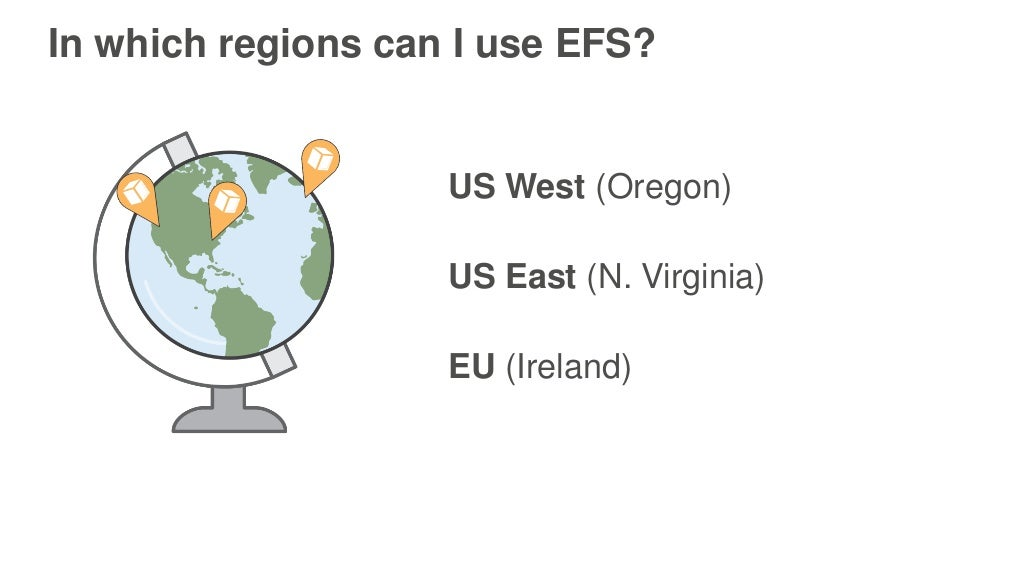 In which regions can I use EFS?
US West (Oregon)
US East (N. Virginia)
EU (Ireland)